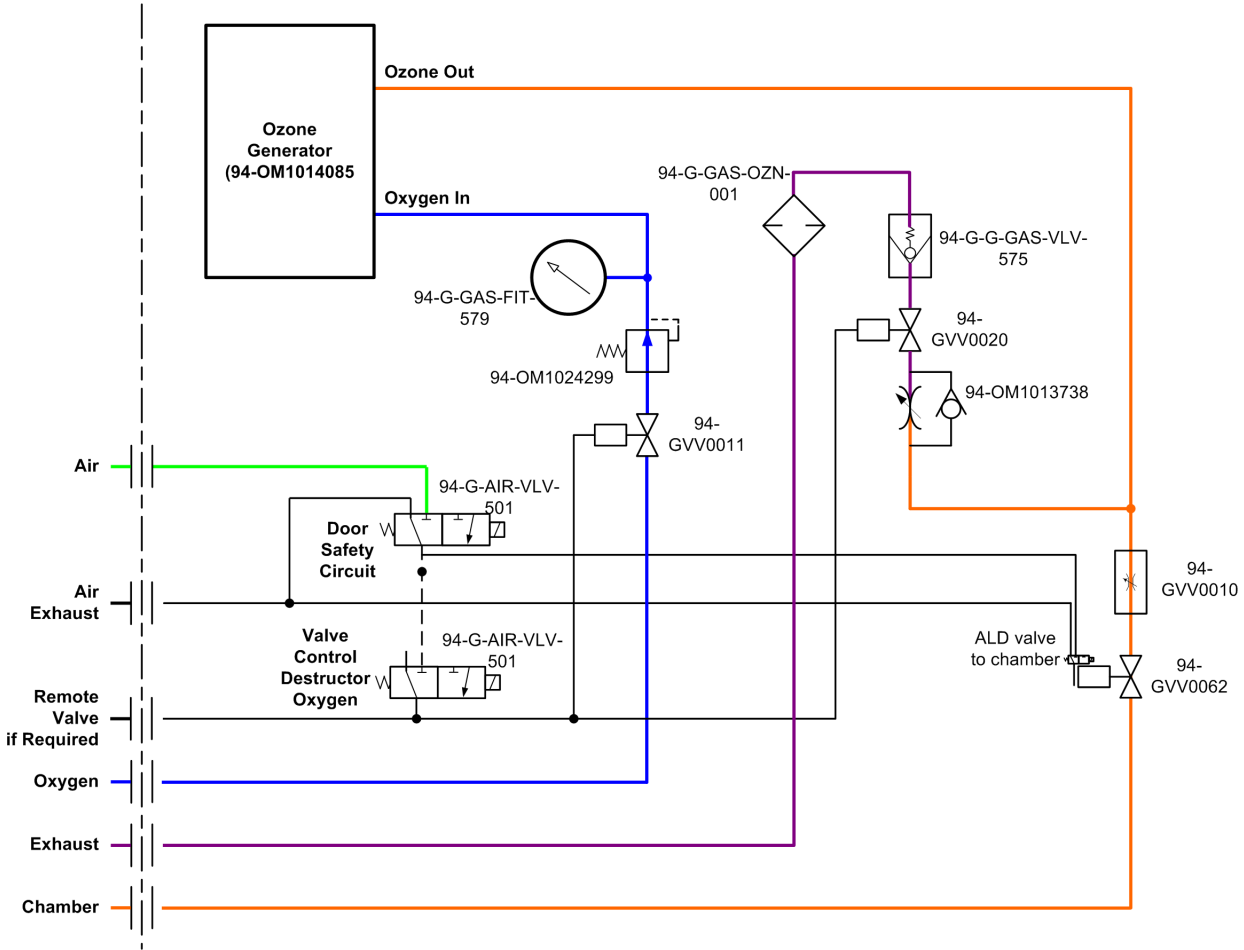 Ozone Out
Ozone
Generator
(94-OM1014085
Oxygen In
94-G-GAS-OZN-
001
94-G-G-GAS-VLV-
575
94-G-GAS-FIT-
579
94-
GVV0020
94-OM1024299
94-OM1013738
94-
GVV0011
Air
94-G-AIR-VLV-
501
Door
Safety
Circuit
Air
Exhaust
94-
GVV0010
Valve
Control
Destructor
Oxygen
94-G-AIR-VLV-
501
ALD valve
to chamber
94-
GVV0062
Remote
Valve
if Required
Oxygen
Exhaust
Chamber